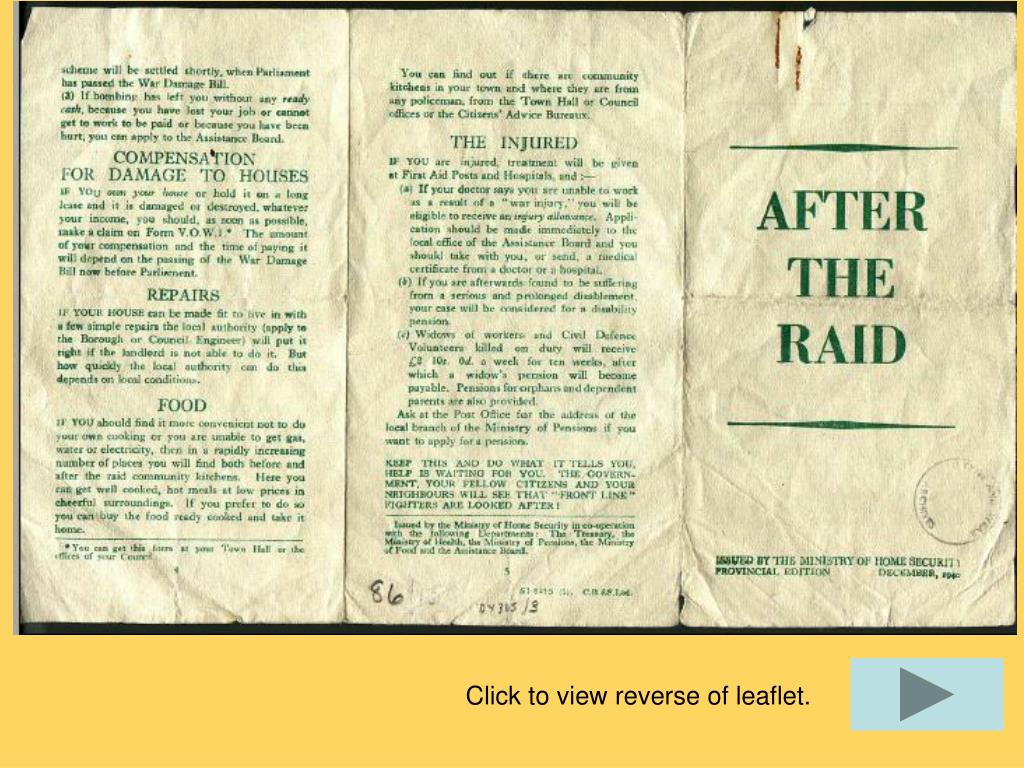 scheme will be settled shortly, when Parliament
has passed the War Damage Bill.
(3) If bombing has left you without any ready
cash, because you have lost your job or cannot
get to work to be paid or because you have been
hurt, you can apply to the Assistance Board.
COMPENSATION
FOR DAMAGE TO HOUSES
IF YOU own your house or hold it on a long
lease and it is damaged or destroyed, whatever
your income, you should, as soon as possible,
make a claim on Form V.O.W.1.* The amount
of your compensation and the time of paying it
will depend on the passing of the War Damage
Bill now before Parliament.
REPAIRS
IF YOUR HOUSE can be made fit to live in with
a few simple repairs the local authority (apply to
the Borough or Council Engineer) will put it
right if the landlord is not able to do it. But
how quickly the local authority can do this
depends on local conditions.
FOOD
IF YOU should find it more convenient not to do
your own cooking or you are unable to get gas,
water or electricity, then in a rapidly increasing
number of places you will find both before and
after the raid community kitchens. Here you
can get well cooked, hot meals at low prices in
cheerful surroundings. If you prefer to do so
you can buy the food ready cooked and take it
home.
*You can get this form at your Town Hall or the
offices of your Council.
4
You can find out if there are community
kitchens in your town and where they are from
any policeman, from the Town Hall or Council
offices or the Citizens' Advice Bureaux.
THE INJURED
IF YOU are injured, treatment will be given
at First Aid Posts and Hospitals, and :—
(a) If your doctor says you are unable to work
as a result of a "war injury," you will be
eligible to receive an injury allowance. Appli-
cation should be made immediately to the
local office of the Assistance Board and you
should take with you, or send, a medical
certificate from a doctor or a hospital.
(b) If you are afterwards found to be suffering
from a serious and prolonged disablement,
your case will be considered for a disability
pension.
(c) Widows of workers and Civil Defence
Volunteers killed on duty will receive
£2 10s. 0d. a week for ten weeks, after
which a widow's pension will become
payable. Pensions for orphans and dependent
parents are also provided.
Ask at the Post Office for the address of the
local branch of the Ministry of Pensions if you
want to apply for a pension.
KEEP THIS AND DO WHAT IT TELLS YOU.
HELP IS WAITING FOR YOU. THE GOVERN-
MENT, YOUR FELLOW CITIZENS AND YOUR
NEIGHBOURS WILL SEE THAT "FRONT LINE"
FIGHTERS ARE LOOKED AFTER!
Issued by the Ministry of Home Security in co-operation
with the following Departments: The Treasury, the
Ministry of Health, the Ministry of Pensions, the Ministry
of Food and the Assistance Board.
5
86
AFTER
THE
RAID
ISSUED BY THE MINISTRY OF HOME SECURITY
PROVINCIAL EDITION DECEMBER, 1940
Click to view reverse of leaflet.